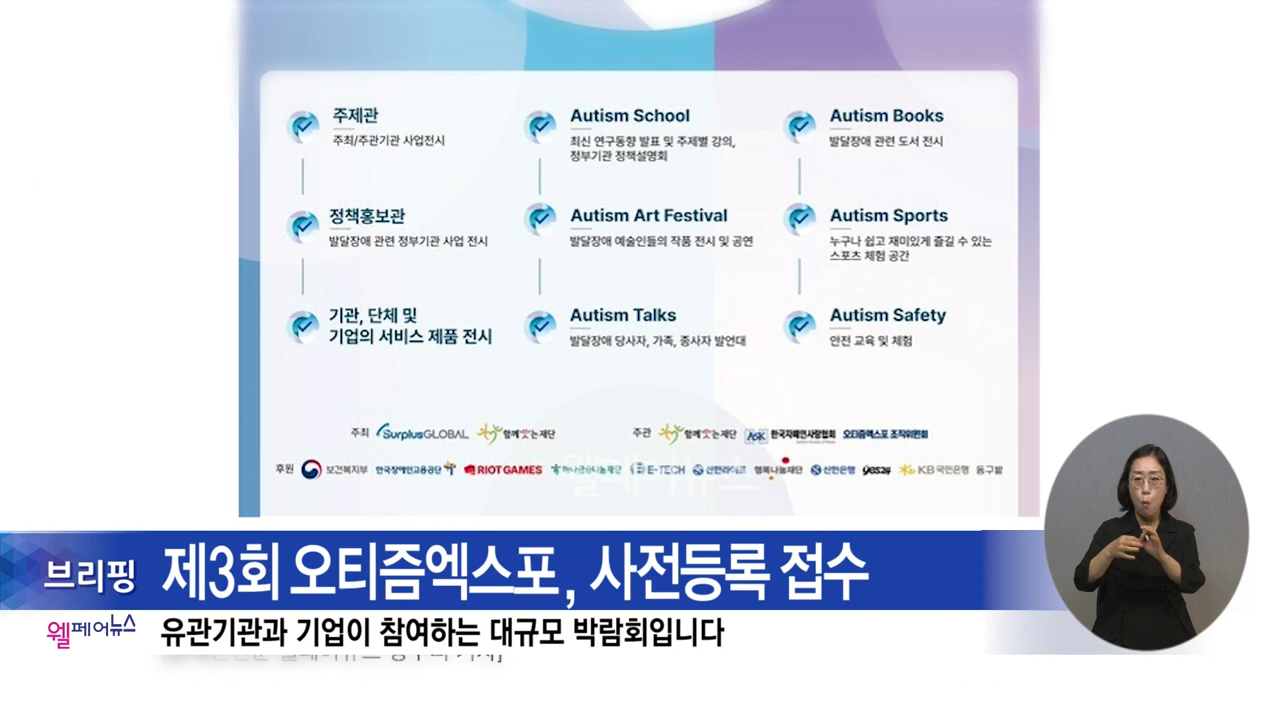 주제관
주최/주관기관 사업전시
정책홍보관
발달장애 관련 정부기관 사업 전시
기관, 단체 및
기업의 서비스 제품 전시
Autism School
최신 연구동향 발표 및 주제별 강의,
정부기관 정책설명회
Autism Art Festival
발달장애 예술인들의 작품 전시 및 공연
Autism Talks
발달장애 당사자, 가족, 종사자 발언대
Autism Books
발달장애 관련 도서 전시
Autism Sports
누구나 쉽고 재미있게 즐길 수 있는
스포츠 체험 공간
Autism Safety
안전 교육 및 체험
주최 SurplusGLOBAL 함께웃는재단 주관 함께웃는재단 ASK 한국자폐인사랑협회 오티즘엑스포 조직위원회
후원 보건복지부 한국장애인고용공단 RIOT GAMES 하나금융나눔재단 E-TECH 신한라이프 행복나눔재단 신한은행 yes24 KB국민은행 동구밭
웰페어뉴스
브리핑 제3회 오티즘엑스포, 사전등록 접수
웰페어뉴스 유관기관과 기업이 참여하는 대규모 박람회입니다